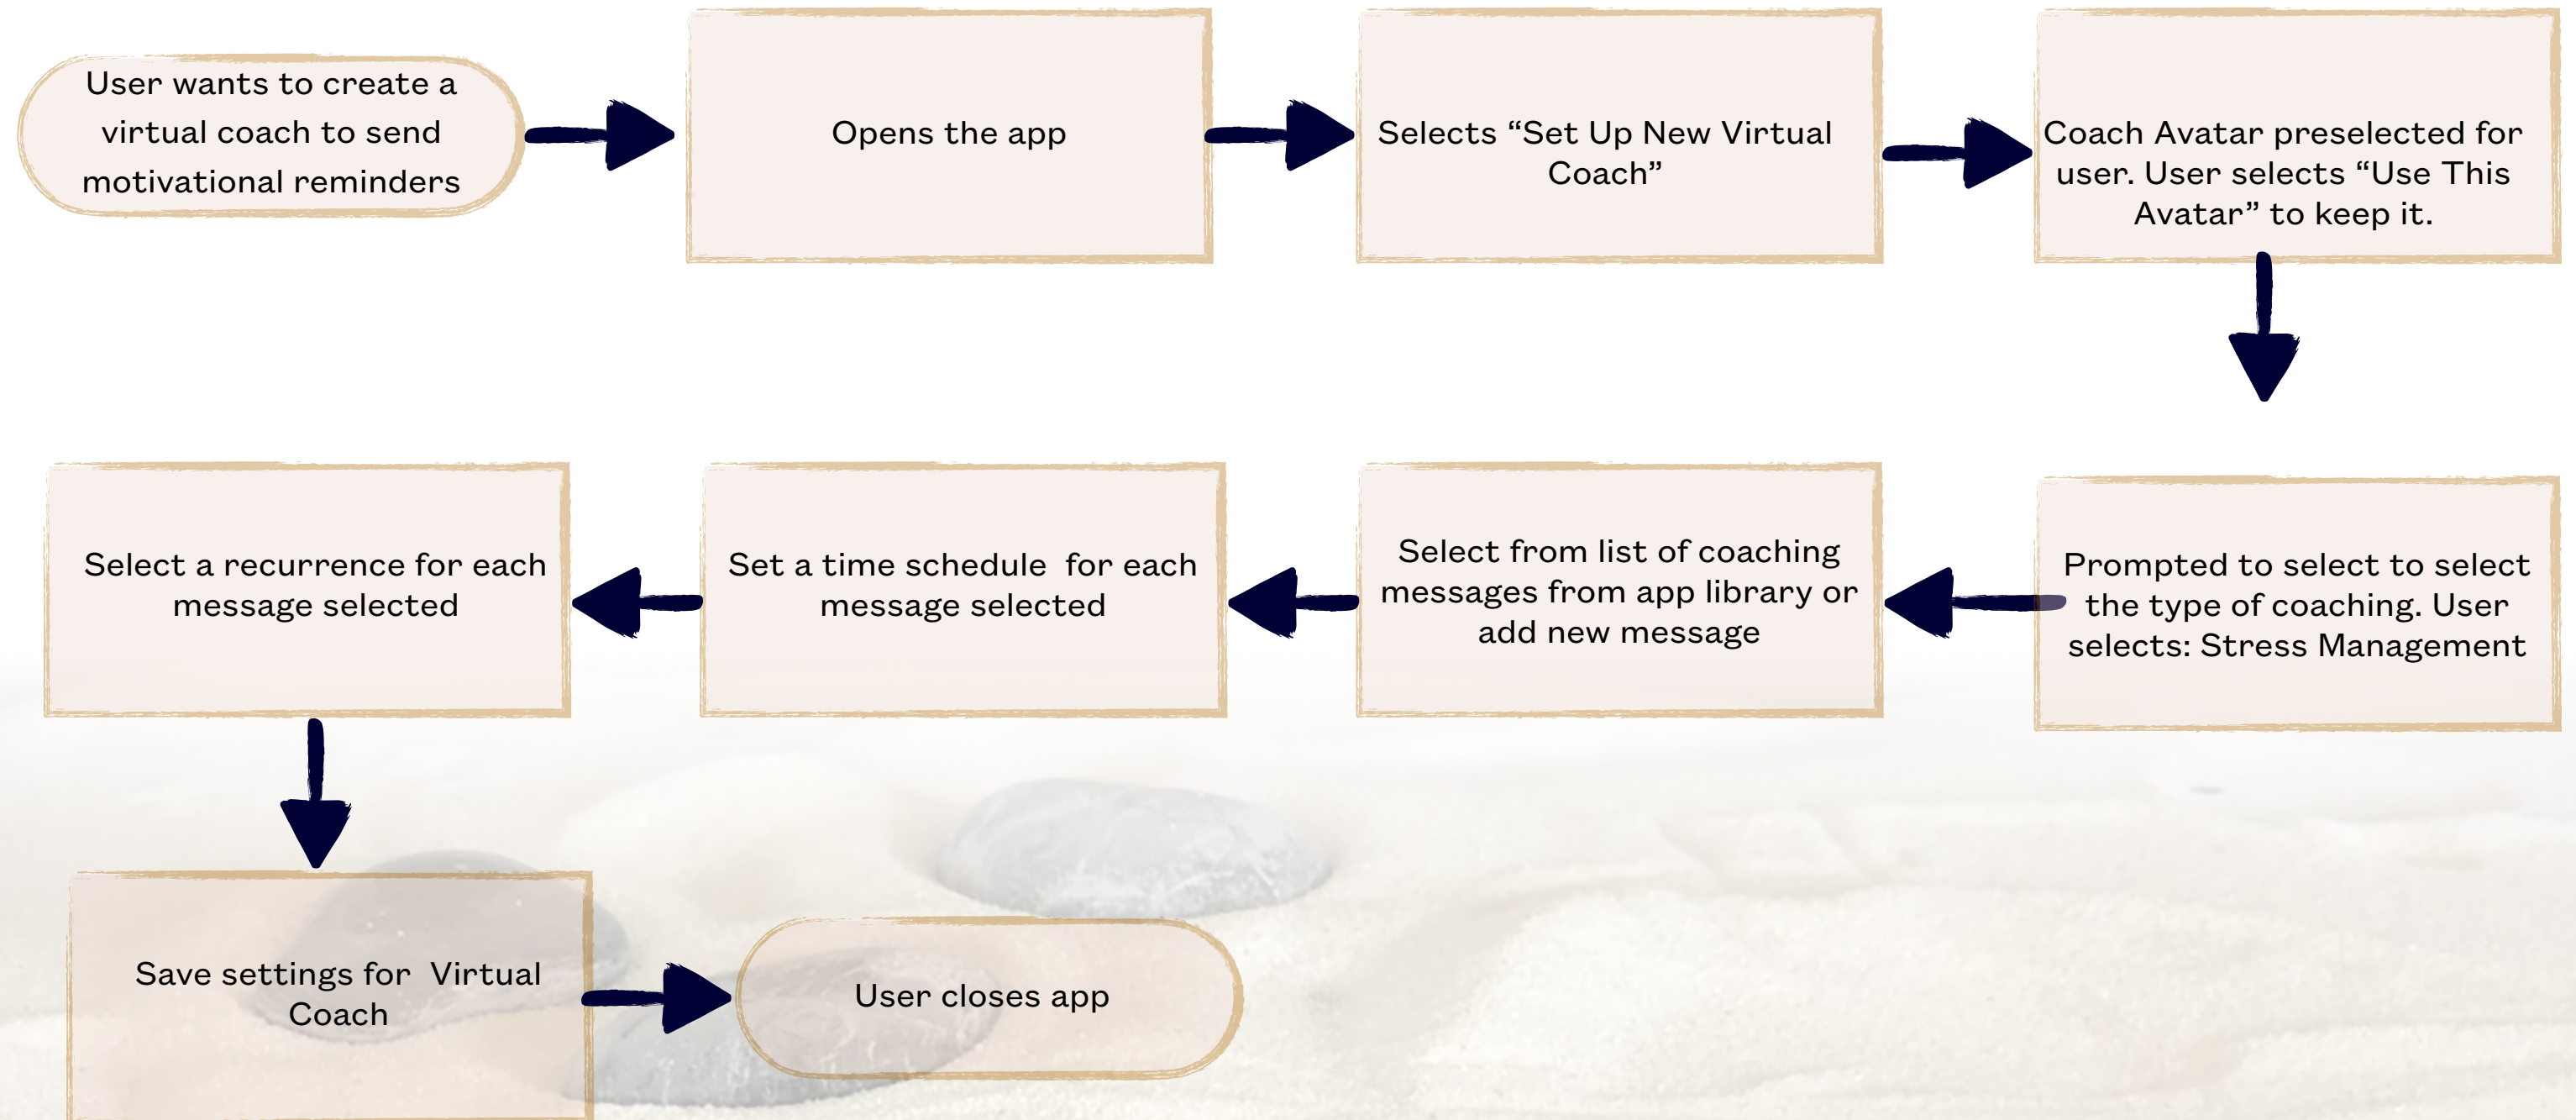 User wants to create a
virtual coach to send
motivational reminders
Opens the app
Selects “Set Up New Virtual
Coach”
Coach Avatar preselected for
user. User selects “Use This
Avatar” to keep it.
Prompted to select to select
the type of coaching. User
selects: Stress Management
Select from list of coaching
messages from app library or
add new message
Set a time schedule  for each
message selected
Select a recurrence for each
message selected
Save settings for  Virtual
Coach
User closes app